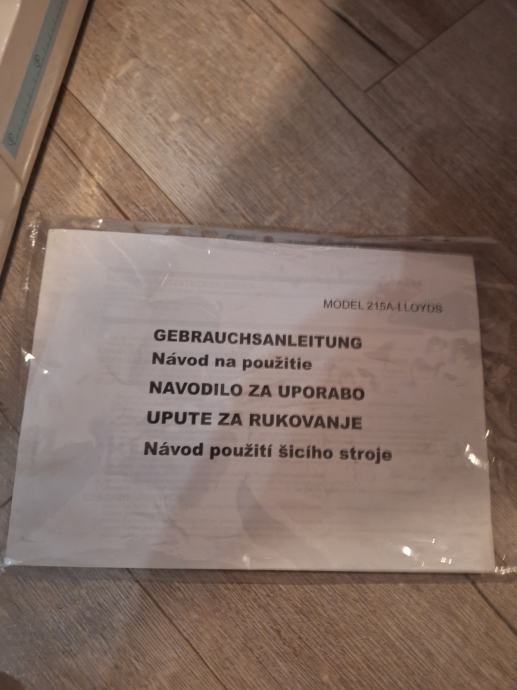 MODEL 215A-LLOYDS
GEBRAUCHSANLEITUNG
Návod na použitie
NAVODILO ZA UPORABO
UPUTE ZA RUKOVANJE
Návod použití šicího stroje